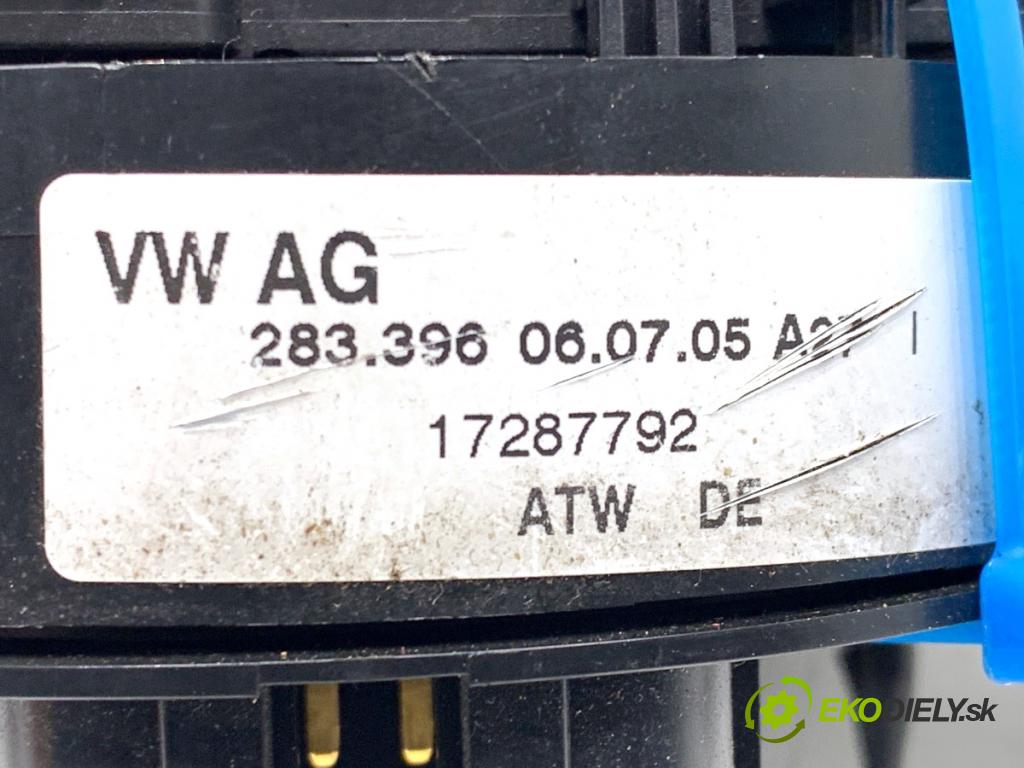 VW AG
283.396 06.07.05
17287792
ATW DE
EKODIELY.sk